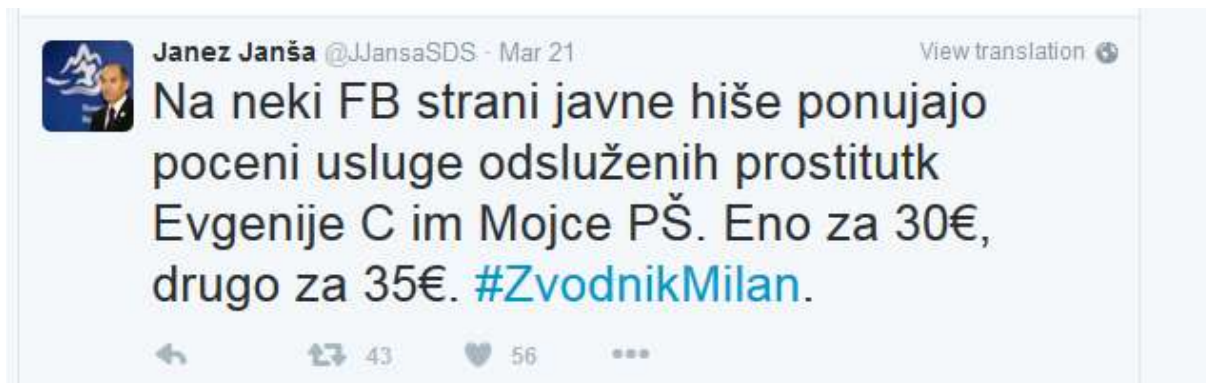 Janez Janša @JJansaSDS · Mar 21 View translation
Na neki FB strani javne hiše ponujajo
poceni usluge odsluženih prostitutk
Evgenije C im Mojce PŠ. Eno za 30€,
drugo za 35€. #ZvodnikMilan.
43 56